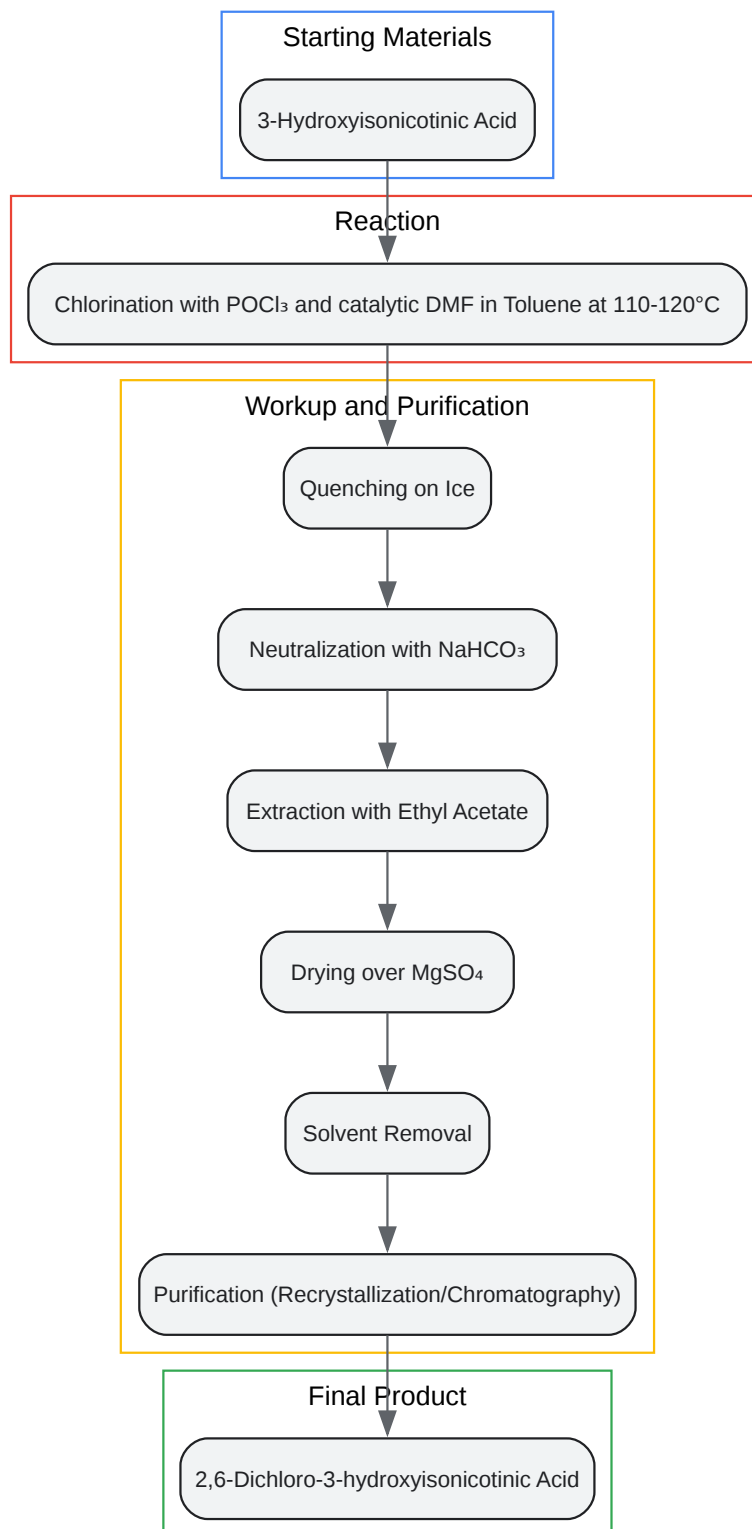 Starting Materials
3-Hydroxyisonicotinic Acid
Reaction
Chlorination with POCl₃ and catalytic DMF in Toluene at 110-120°C
Workup and Purification
Quenching on Ice
Neutralization with NaHCO₃
Extraction with Ethyl Acetate
Drying over MgSO₄
Solvent Removal
Purification (Recrystallization/Chromatography)
Final Product
2,6-Dichloro-3-hydroxyisonicotinic Acid